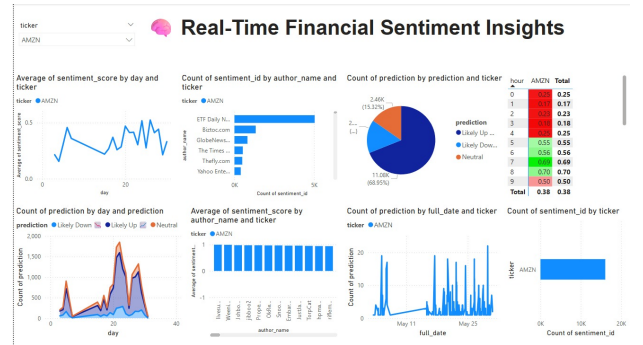 ticker
AMZN
Real-Time Financial Sentiment Insights
Average of sentiment_score by day and
ticker
ticker AMZN
Average of sentiment_score
0.5
0.0
0 20
day
Count of sentiment_id by author_name and
ticker
ticker AMZN
author_name
ETF Daily N...
Biztoc.com
GlobeNews...
The Times ...
Thefly.com
Yahoo Ente...
0K 5K
Count of sentiment_id
Count of prediction by prediction and ticker
2.46K
(15.32%)
2....
(...)
11.08K
(68.95%)
prediction
Likely Up ...
Likely Dow...
Neutral
hour AMZN Total
0 0.25 0.25
1 0.17 0.17
2 0.23 0.23
3 0.18 0.18
4 0.25 0.25
5 0.55 0.55
6 0.56 0.56
7 0.69 0.69
8 0.70 0.70
9 0.50 0.50
Total 0.38 0.38
Count of prediction by day and prediction
prediction Likely Down Likely Up Neutral
Count of prediction
2,000
1,500
1,000
500
0
0 20 40
day
Average of sentiment_score by
author_name and ticker
ticker AMZN
Average of sentiment...
1
0
-1
author_name
Count of prediction by full_date and ticker
ticker AMZN
Count of prediction
20
10
0
May 11 May 25
full_date
Count of sentiment_id by ticker
0K 10K 20K
ticker
AMZN
Count of sentiment_id